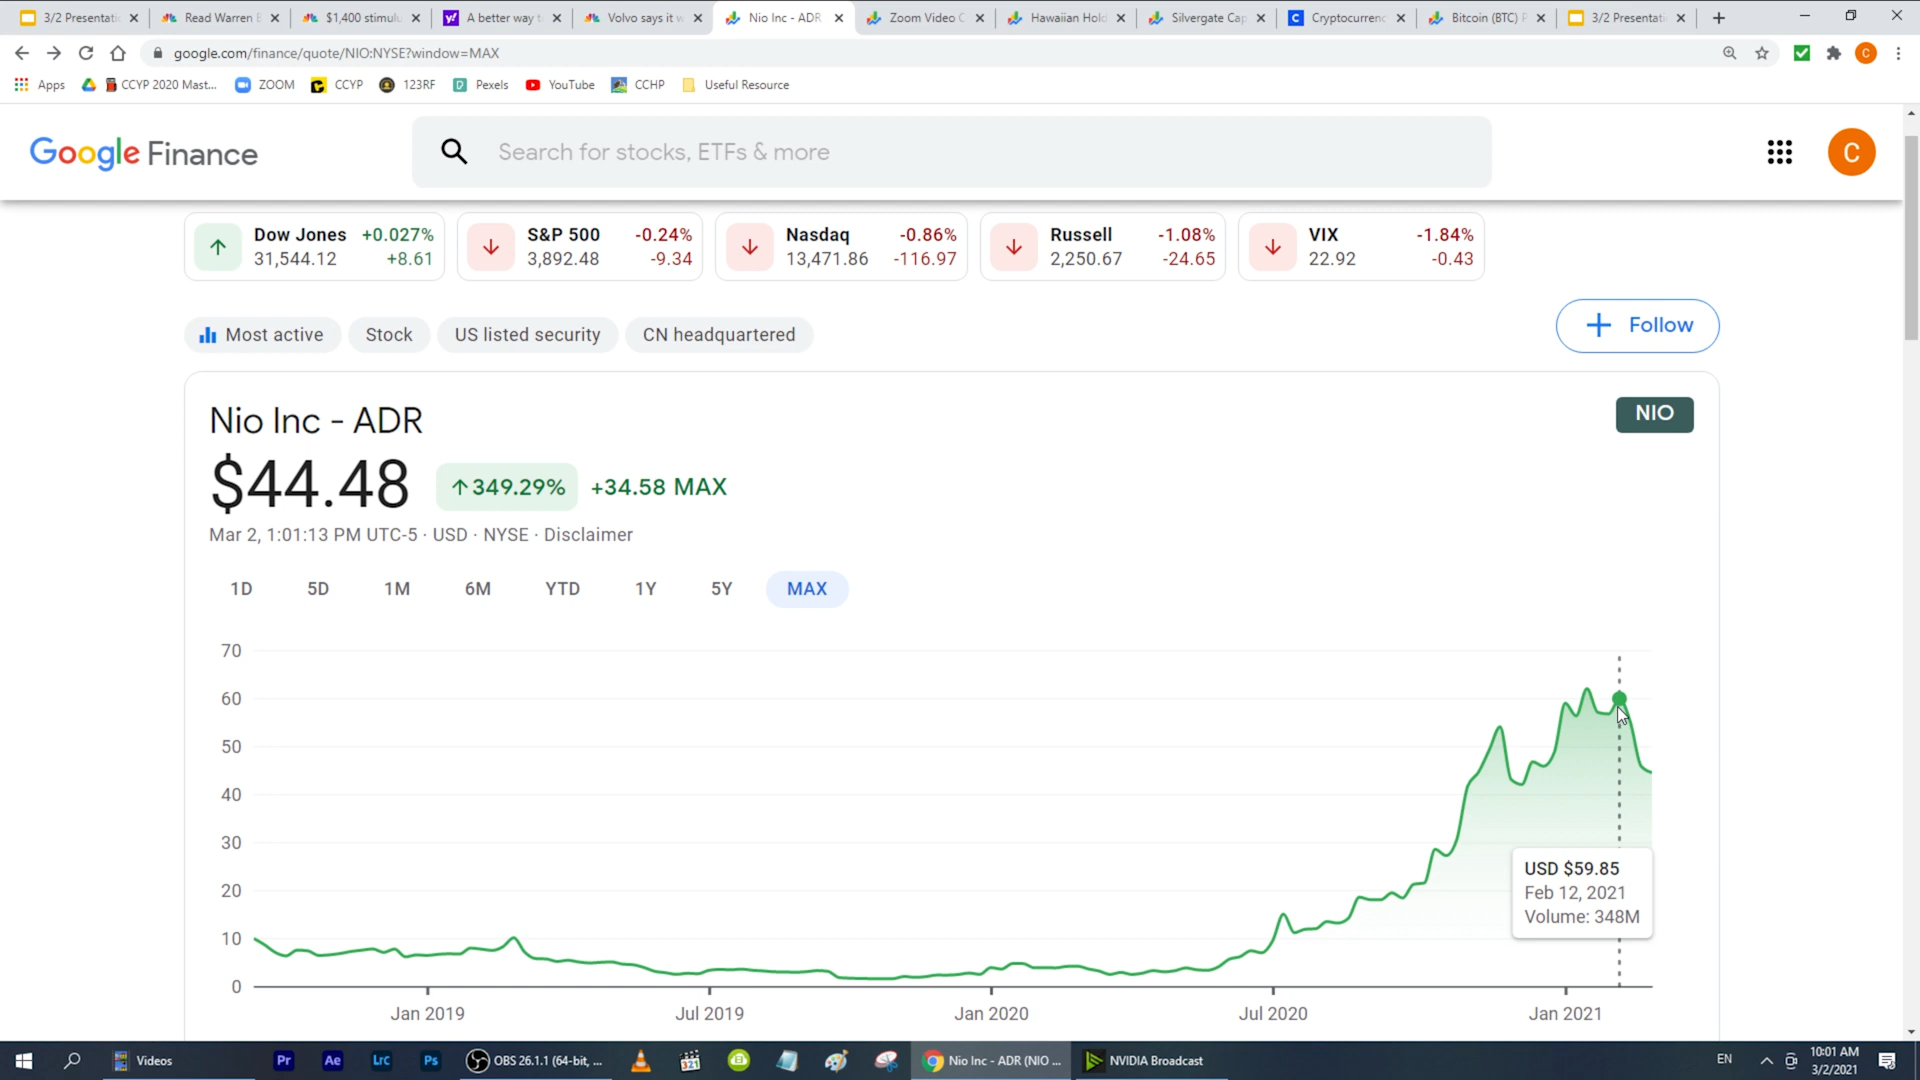 3/2 Presentati
Read Warren B
$1,400 stimulu
A better way t
Volvo says it w
Nio Inc - ADR
Zoom Video C
Hawaiian Hold
Silvergate Cap
Cryptocurrenc
Bitcoin (BTC) P
3/2 Presentati
google.com/finance/quote/NIO:NYSE?window=MAX
C
Apps
CCYP 2020 Mast...
ZOOM
CCYP
123RF
Pexels
YouTube
CCHP
Useful Resource
Google Finance
Search for stocks, ETFs & more
C
Dow Jones +0.027%
31,544.12 +8.61
S&P 500 -0.24%
3,892.48 -9.34
Nasdaq -0.86%
13,471.86 -116.97
Russell -1.08%
2,250.67 -24.65
VIX -1.84%
22.92 -0.43
Most active
Stock
US listed security
CN headquartered
Follow
Nio Inc - ADR
NIO
$44.48 349.29% +34.58 MAX
Mar 2, 1:01:13 PM UTC-5 · USD · NYSE · Disclaimer
1D 5D 1M 6M YTD 1Y 5Y MAX
70
60
50
40
30
20
10
0
USD $59.85
Feb 12, 2021
Volume: 348M
Jan 2019 Jul 2019 Jan 2020 Jul 2020 Jan 2021
Videos
Pr
Ae
Lrc
Ps
OBS 26.1.1 (64-bit, ...
321
Nio Inc - ADR (NIO ...
NVIDIA Broadcast
EN
10:01 AM
3/2/2021